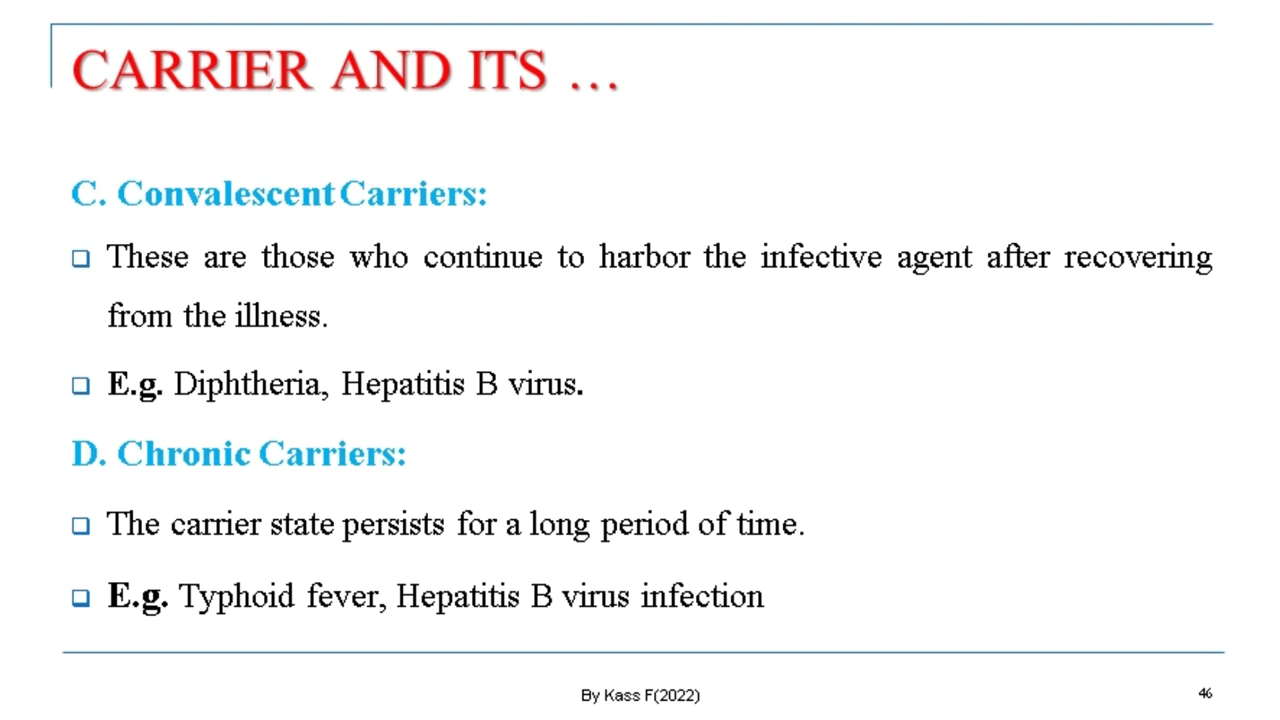 CARRIER AND ITS …
C. Convalescent Carriers:
❑ These are those who continue to harbor the infective agent after recovering
from the illness.
❑ E.g. Diphtheria, Hepatitis B virus.
D. Chronic Carriers:
❑ The carrier state persists for a long period of time.
❑ E.g. Typhoid fever, Hepatitis B virus infection
By Kass F(2022)
46